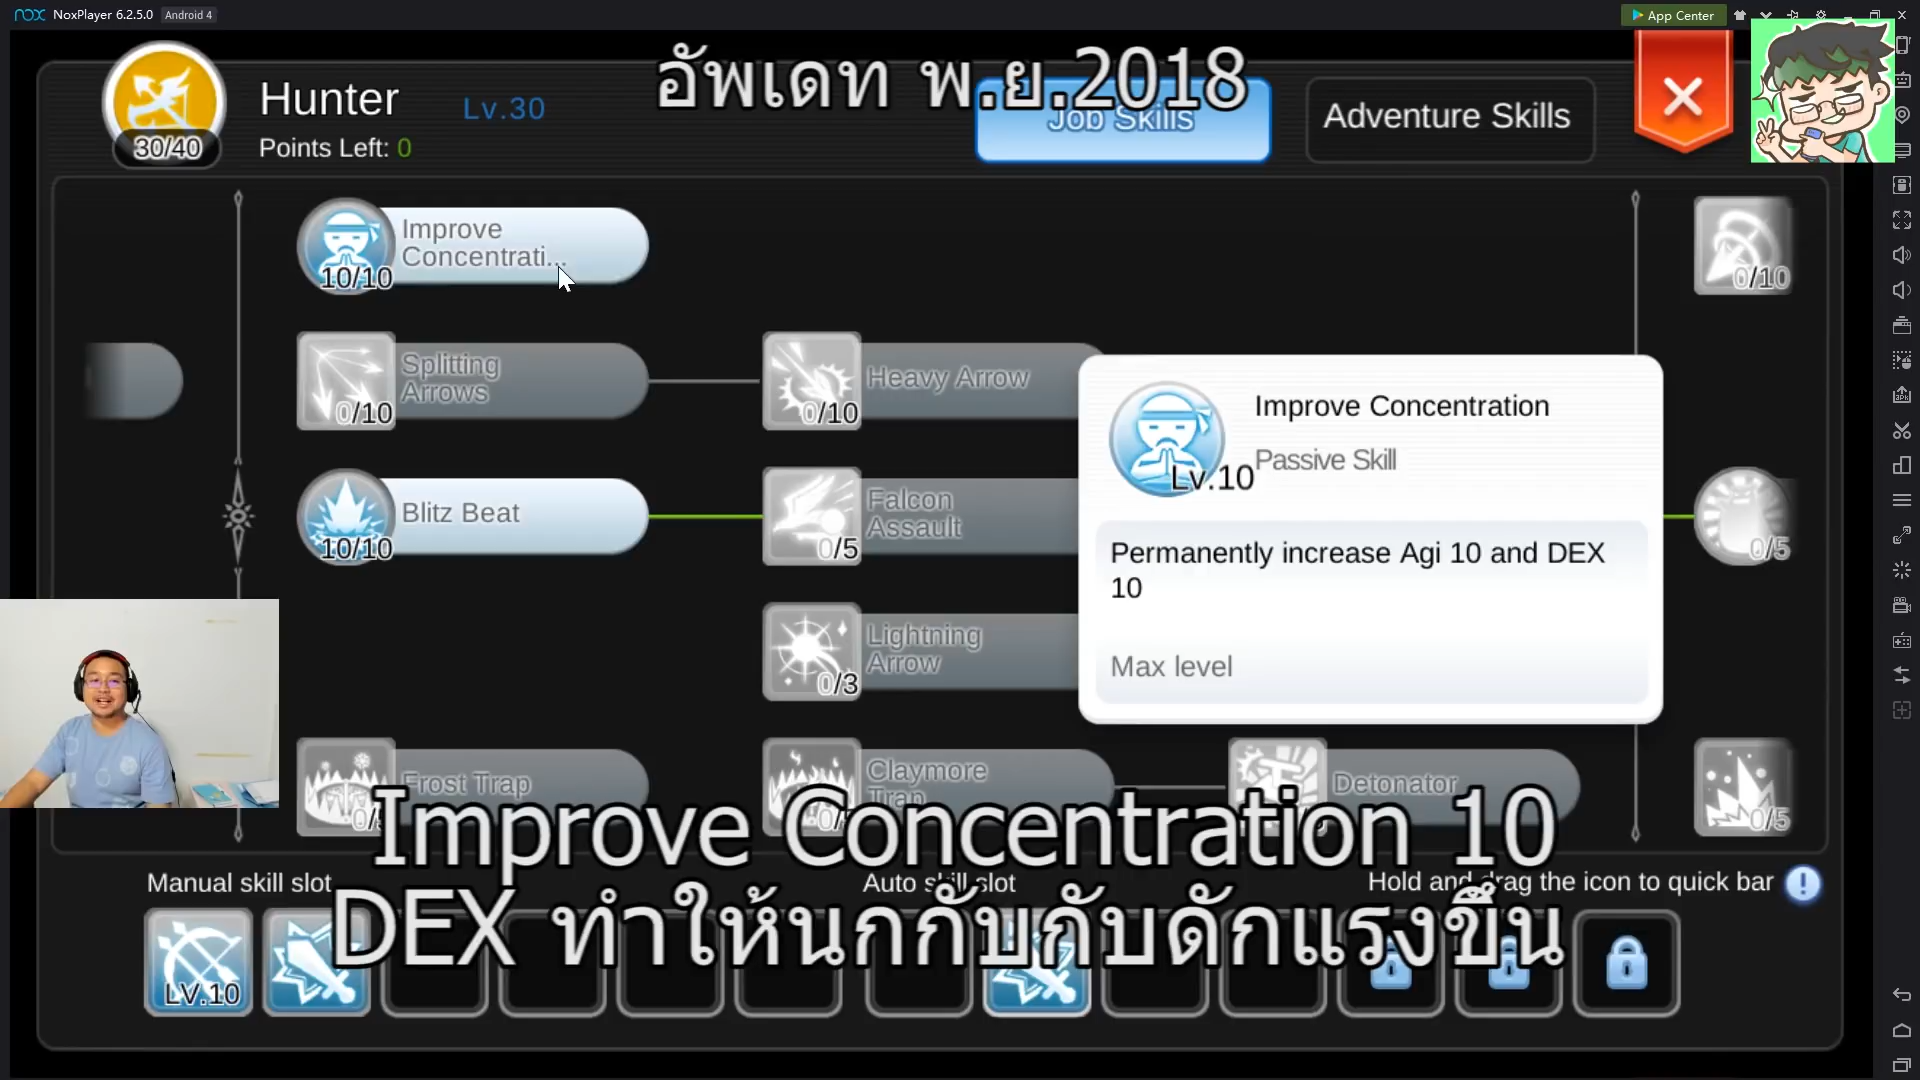 nox NoxPlayer 6.2.5.0 Android 4
App Center
Hunter Lv.30
อัพเดท พ.ย.2018
Job Skills
Adventure Skills
30/40
Points Left: 0
Improve
Concentrati...
10/10
0/10
Splitting
Arrows
0/10
Heavy Arrow
0/10
Improve Concentration
Passive Skill
Lv.10
Permanently increase Agi 10 and DEX
10
Max level
Blitz Beat
10/10
Falcon
Assault
0/5
0/5
Lightning
Arrow
0/3
Frost Trap
Claymore
Trap
Detonator
0/5
Improve Concentration 10
DEX ทำให้นกกับกับดักแรงขึ้น
Manual skill slot
Auto skill slot
Hold and drag the icon to quick bar
LV.10